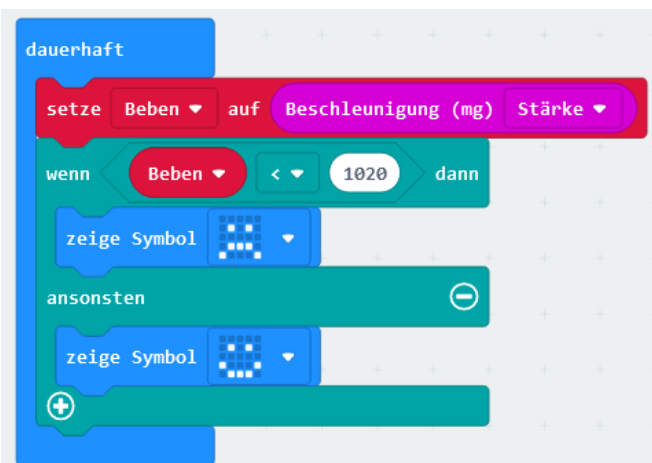 dauerhaft
setze Beben auf Beschleunigung (mg) Stärke
wenn Beben < 1020 dann
zeige Symbol
ansonsten
zeige Symbol